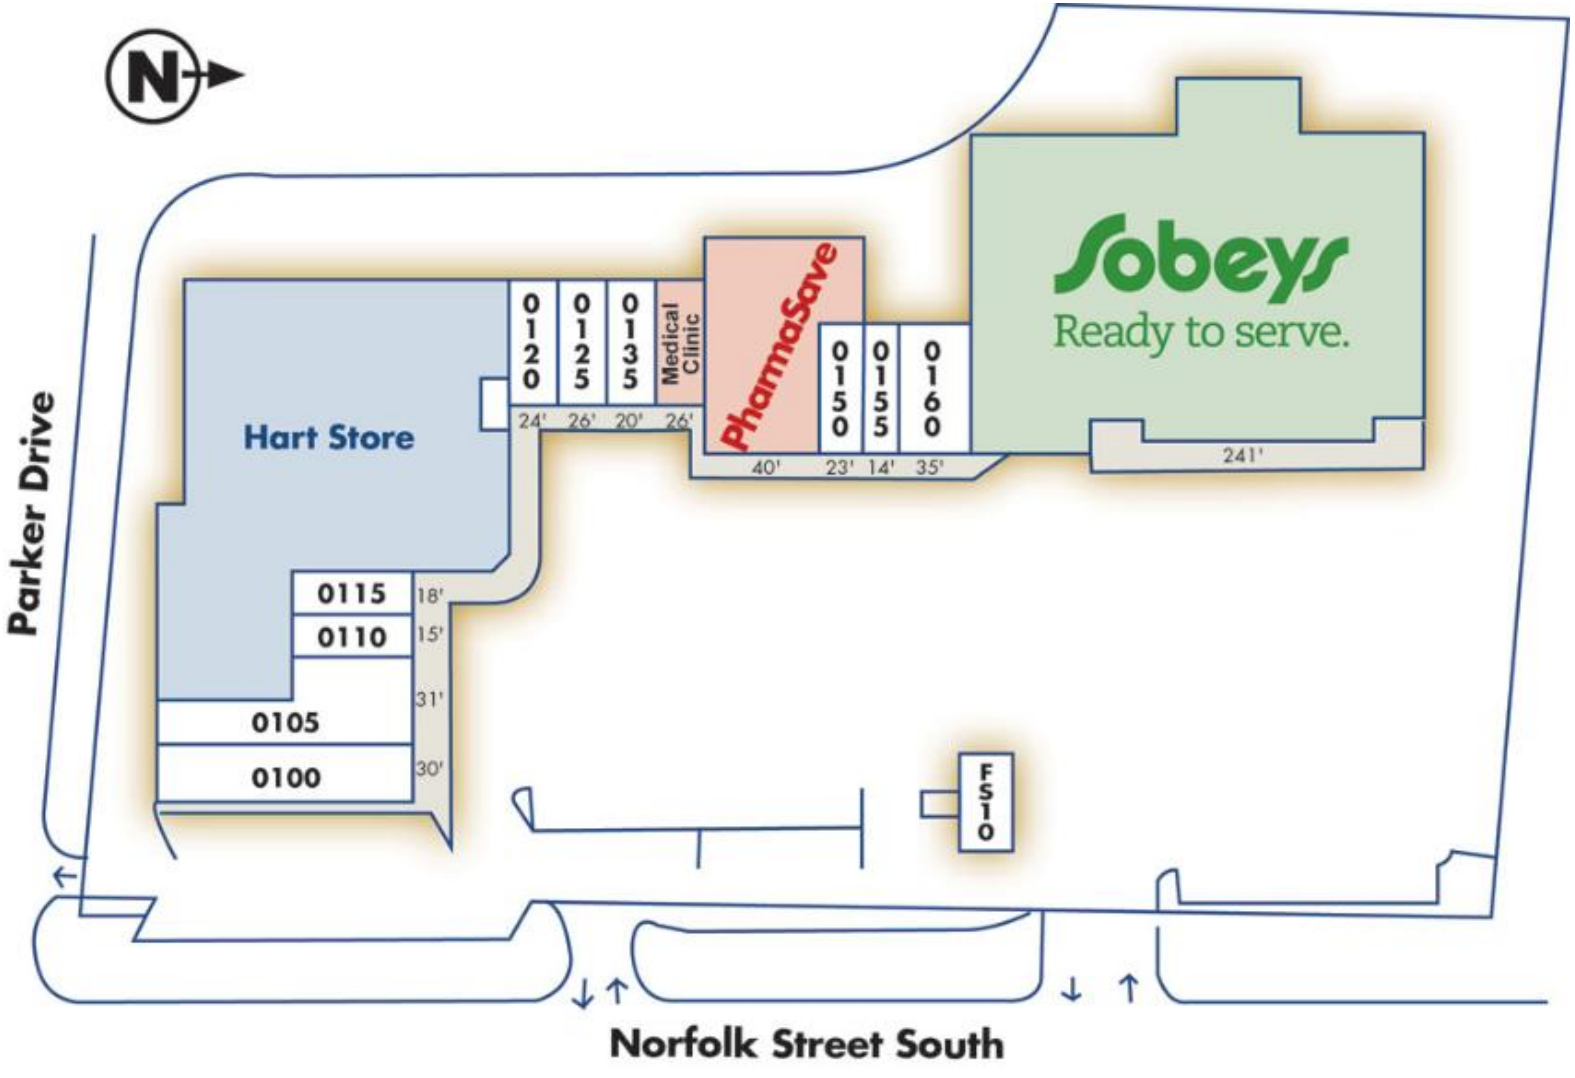 N
Sobeys
Ready to serve.
0120
0125
0135
Medical
Clinic
PharmaSave
0150
0155
0160
Hart Store
24'
26'
20'
26'
40'
23'
14'
35'
241'
Parker Drive
0115
18'
0110
15'
31'
0105
0100
30'
FS10
Norfolk Street South